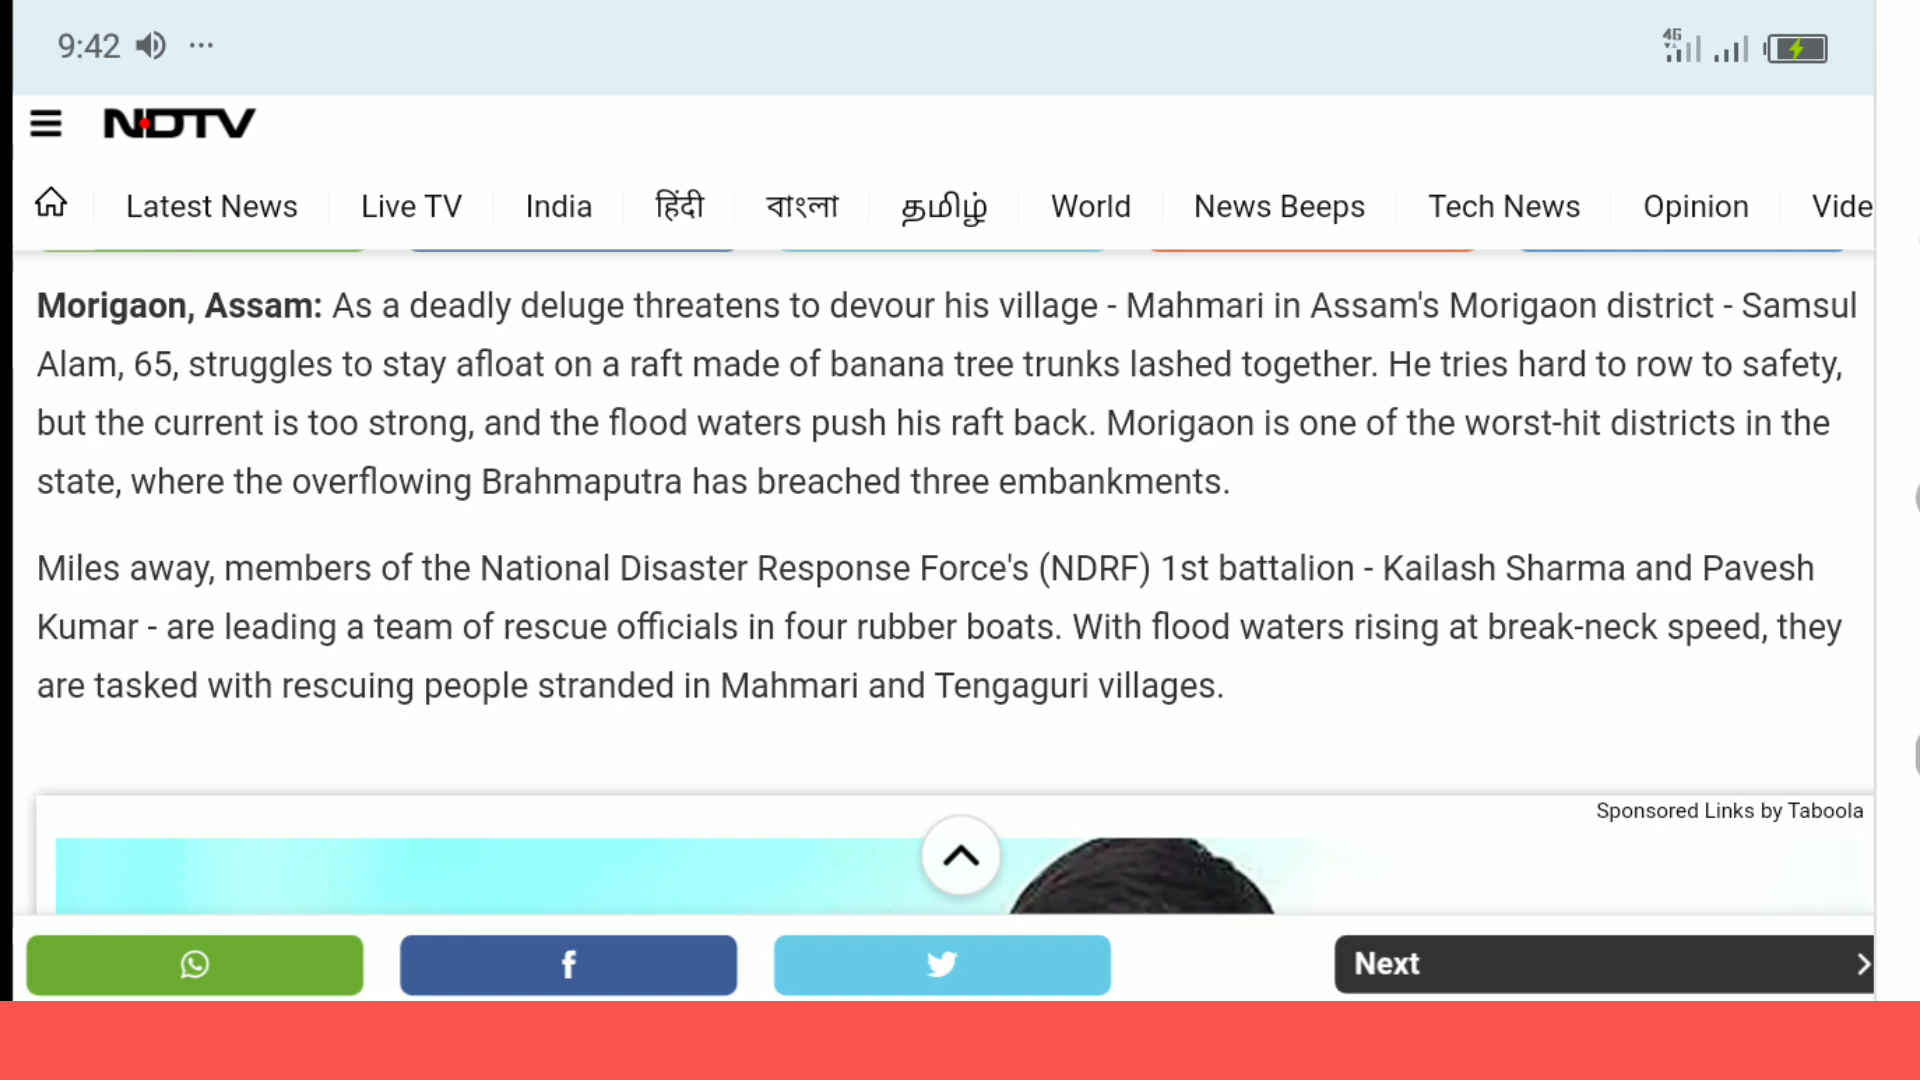 9:42
4G
NDTV
Latest News Live TV India हिंदी বাংলা தமிழ் World News Beeps Tech News Opinion Vide
Morigaon, Assam: As a deadly deluge threatens to devour his village - Mahmari in Assam's Morigaon district - Samsul
Alam, 65, struggles to stay afloat on a raft made of banana tree trunks lashed together. He tries hard to row to safety,
but the current is too strong, and the flood waters push his raft back. Morigaon is one of the worst-hit districts in the
state, where the overflowing Brahmaputra has breached three embankments.
Miles away, members of the National Disaster Response Force's (NDRF) 1st battalion - Kailash Sharma and Pavesh
Kumar - are leading a team of rescue officials in four rubber boats. With flood waters rising at break-neck speed, they
are tasked with rescuing people stranded in Mahmari and Tengaguri villages.
Sponsored Links by Taboola
Next